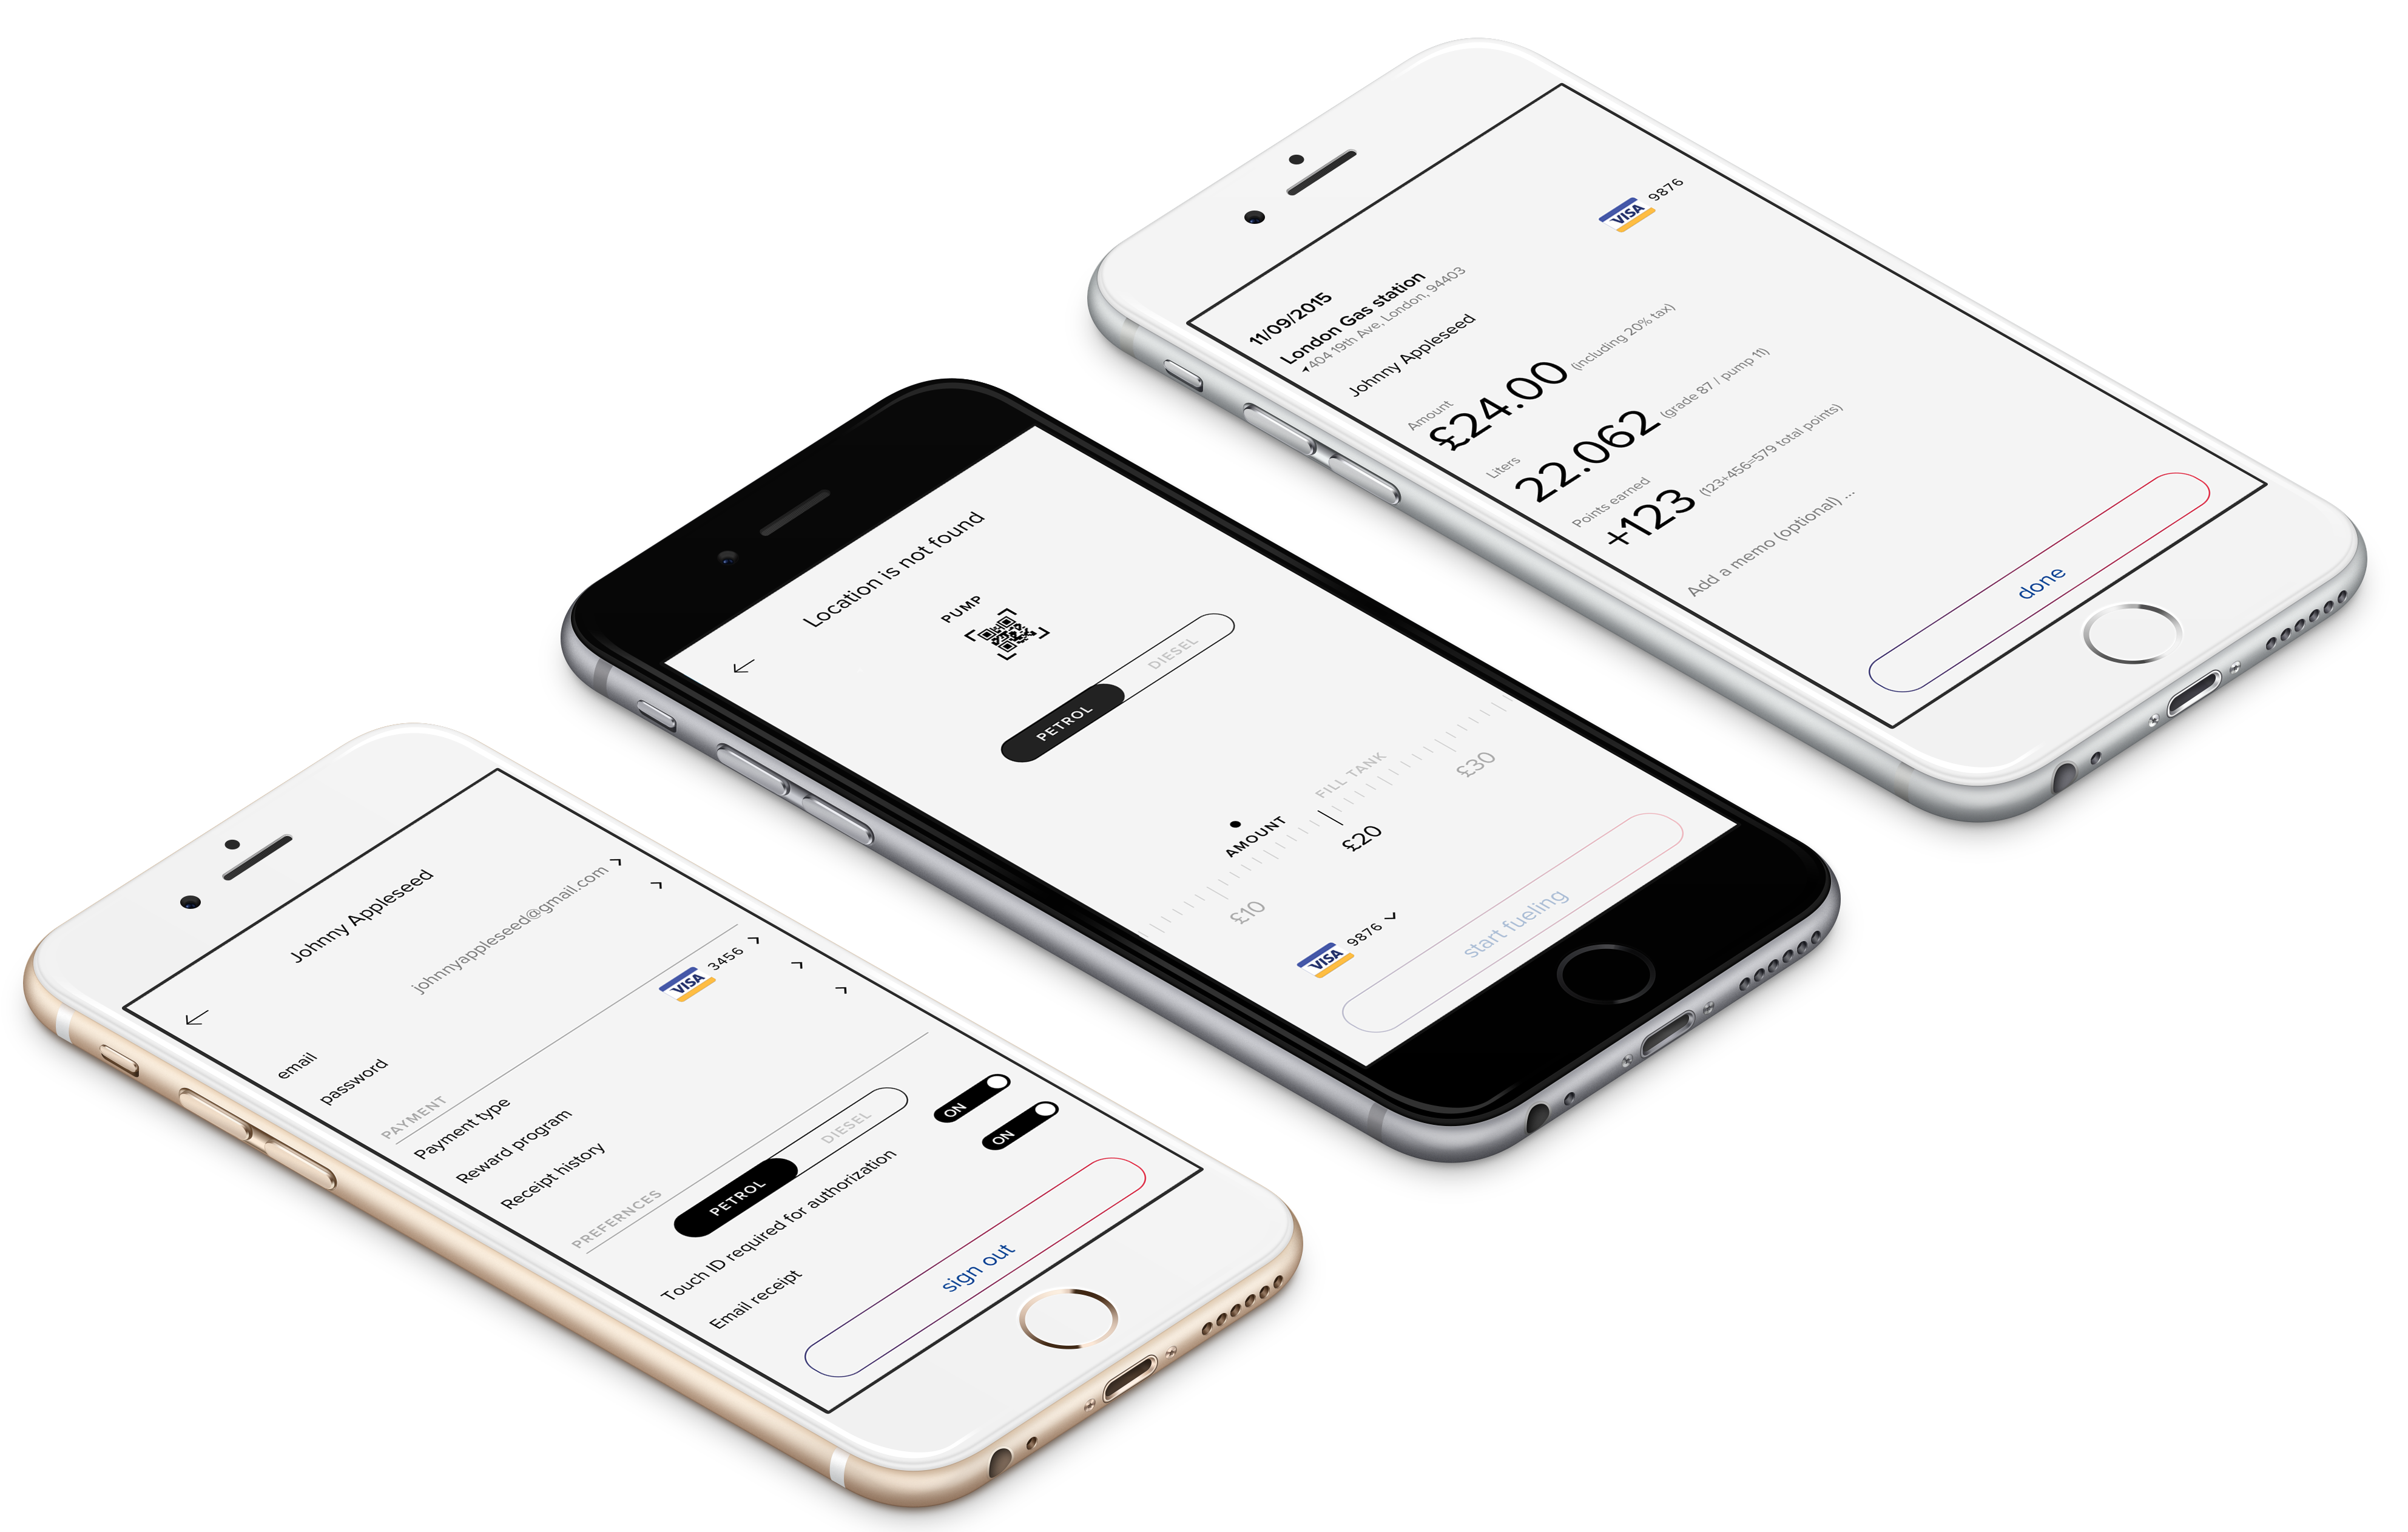 Johnny Appleseed
email johnnyappleseed@gmail.com
password
PAYMENT
Payment type VISA 3456
Reward program
Receipt history
PREFERNCES
PETROL DIESEL
Touch ID required for authorization ON
Email receipt ON
sign out
Location is not found
PUMP
PETROL DIESEL
AMOUNT FILL TANK
£10 £20 £30
VISA 9876
start fueling
11/09/2015 VISA 9876
London Gas station
404 19th Ave, London, 94403
Johnny Appleseed
Amount
£24.00 (including 20% tax)
Liters
22.062 (grade 87 / pump 11)
Points earned
+123 (123+456=579 total points)
Add a memo (optional) ...
done